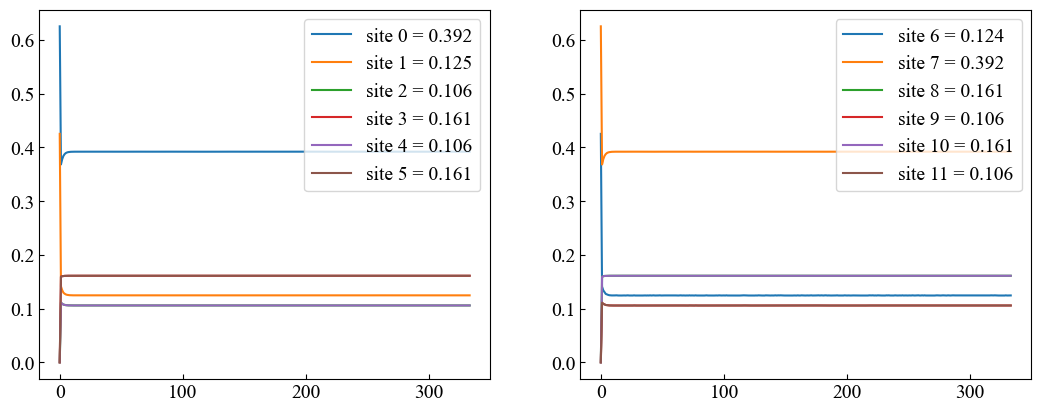 0.6
0.5
0.4
0.3
0.2
0.1
0.0
0 100 200 300
site 0 = 0.392
site 1 = 0.125
site 2 = 0.106
site 3 = 0.161
site 4 = 0.106
site 5 = 0.161
0.6
0.5
0.4
0.3
0.2
0.1
0.0
0 100 200 300
site 6 = 0.124
site 7 = 0.392
site 8 = 0.161
site 9 = 0.106
site 10 = 0.161
site 11 = 0.106